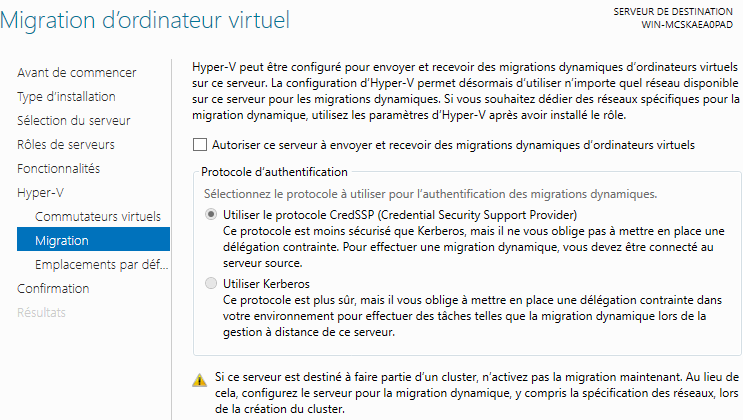 Migration d'ordinateur virtuel
SERVEUR DE DESTINATION
WIN-MCSKAEA0PAD
Avant de commencer
Type d'installation
Sélection du serveur
Rôles de serveurs
Fonctionnalités
Hyper-V
Commutateurs virtuels
Migration
Emplacements par déf...
Confirmation
Résultats
Hyper-V peut être configuré pour envoyer et recevoir des migrations dynamiques d'ordinateurs virtuels
sur ce serveur. La configuration d'Hyper-V permet désormais d'utiliser n'importe quel réseau disponible
sur ce serveur pour les migrations dynamiques. Si vous souhaitez dédier des réseaux spécifiques pour la
migration dynamique, utilisez les paramètres d'Hyper-V après avoir installé le rôle.
Autoriser ce serveur à envoyer et recevoir des migrations dynamiques d'ordinateurs virtuels
Protocole d'authentification
Sélectionnez le protocole à utiliser pour l'authentification des migrations dynamiques.
Utiliser le protocole CredSSP (Credential Security Support Provider)
Ce protocole est moins sécurisé que Kerberos, mais il ne vous oblige pas à mettre en place une
délégation contrainte. Pour effectuer une migration dynamique, vous devez être connecté au
serveur source.
Utiliser Kerberos
Ce protocole est plus sûr, mais il vous oblige à mettre en place une délégation contrainte dans
votre environnement pour effectuer des tâches telles que la migration dynamique lors de la
gestion à distance de ce serveur.
Si ce serveur est destiné à faire partie d'un cluster, n'activez pas la migration maintenant. Au lieu de
cela, configurez le serveur pour la migration dynamique, y compris la spécification des réseaux, lors
de la création du cluster.